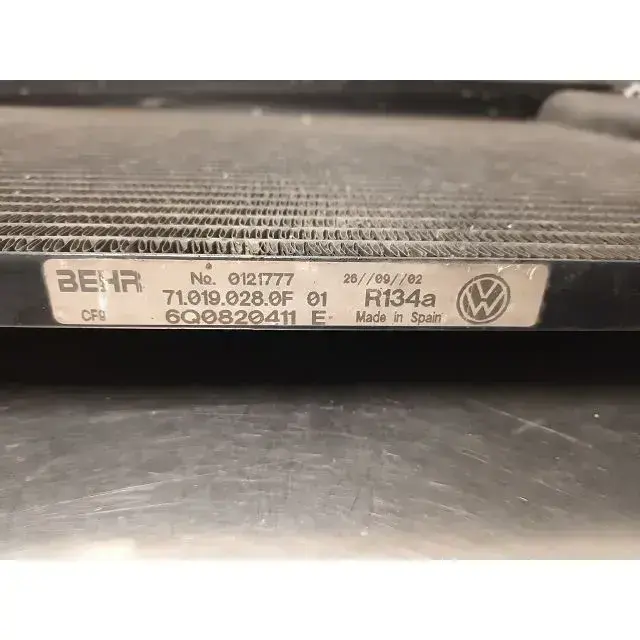 BEHR No. 0121777 26//09//02
71.019.028.0F 01 R134a
CF9 6Q0820411 E Made in Spain